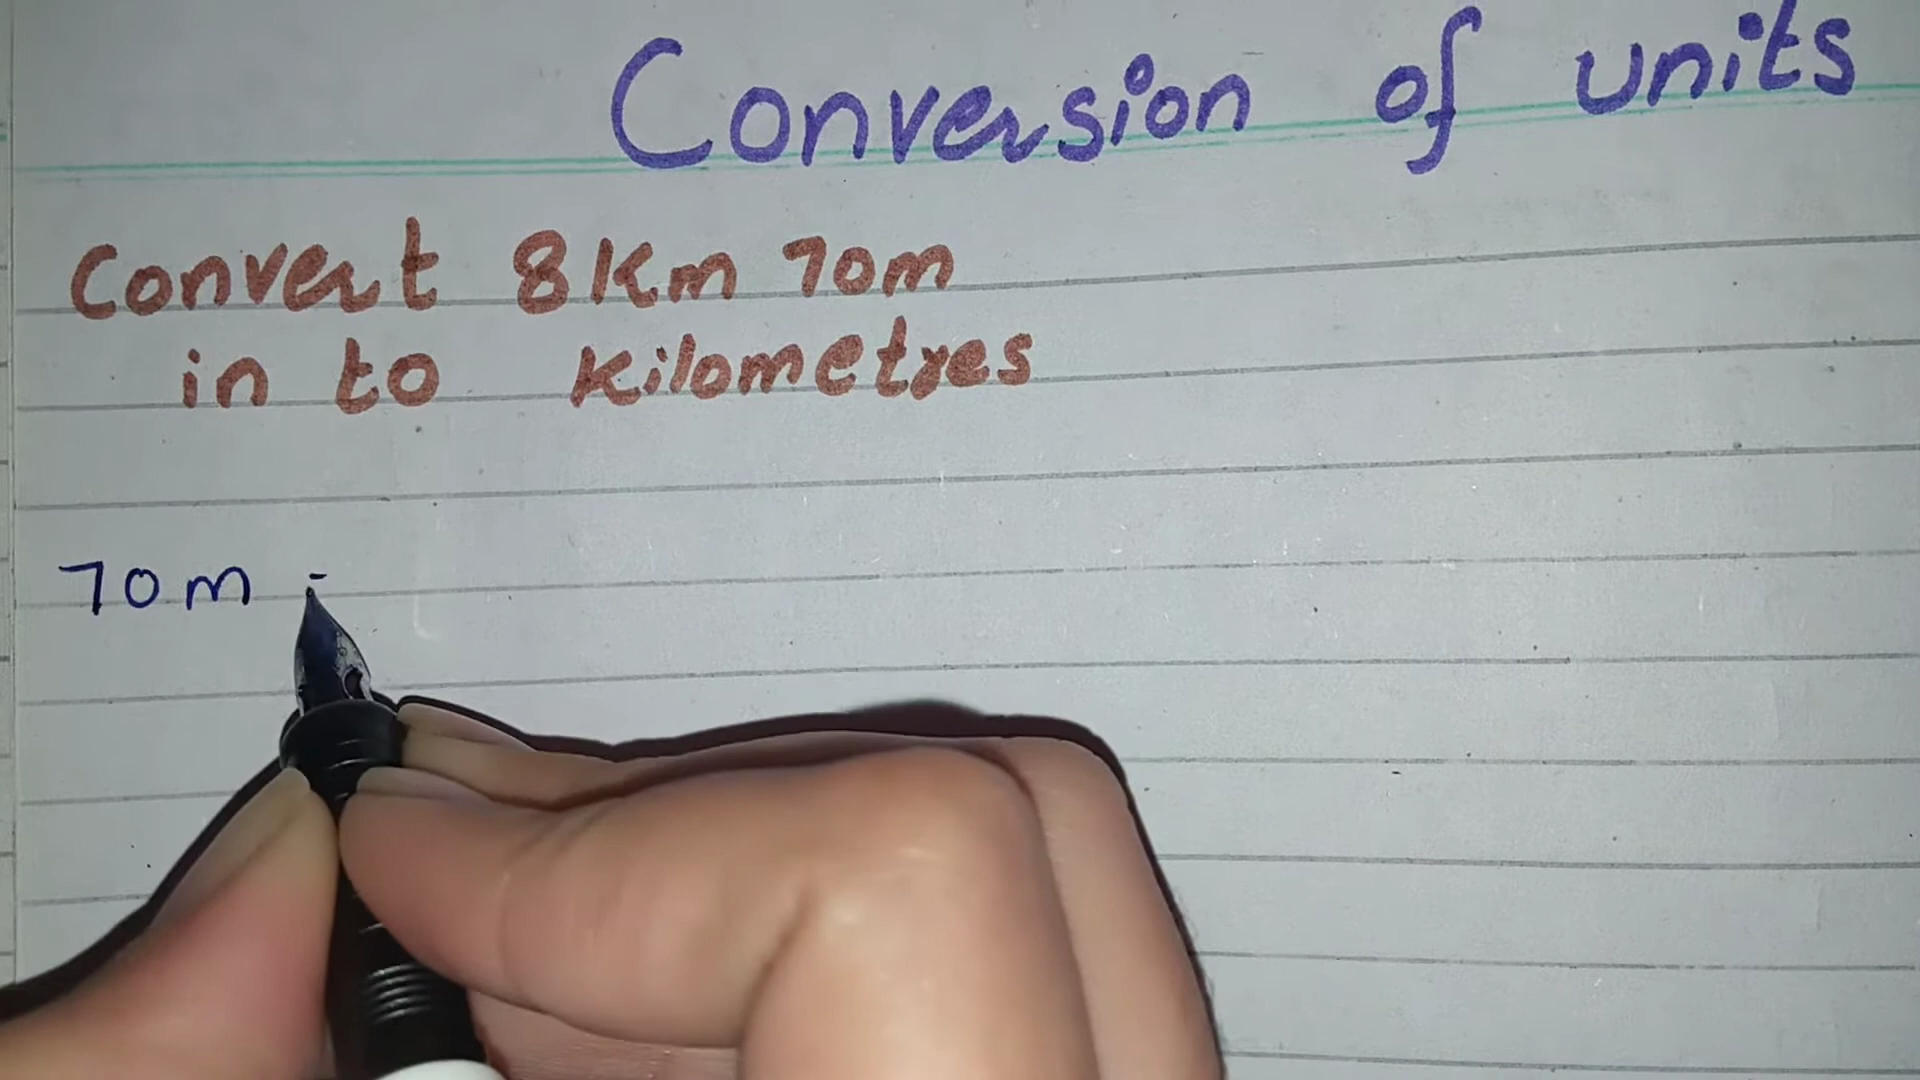 Conversion of units
Convert 8Km 70m
in to Kilometres
70m =